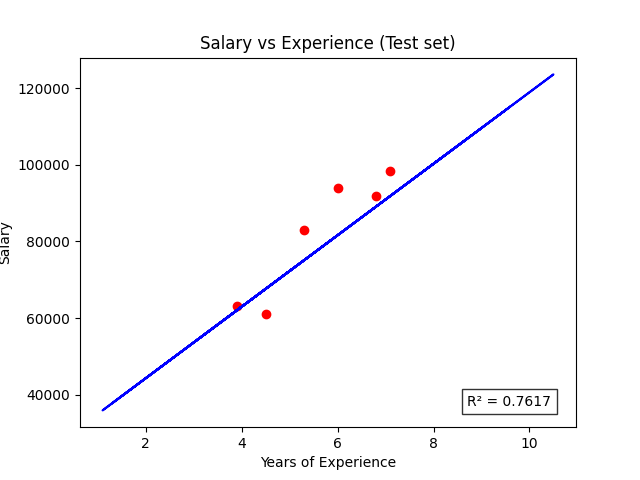 Salary vs Experience (Test set)
120000
100000
80000
60000
40000
Salary
R² = 0.7617
2 4 6 8 10
Years of Experience